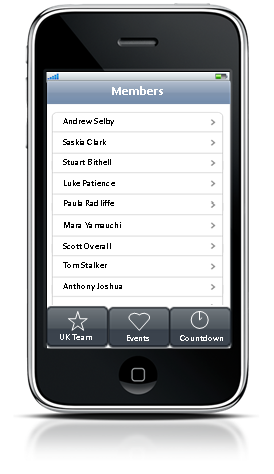 Members
Andrew Selby
Saskia Clark
Stuart Bithell
Luke Patience
Paula Radliffe
Mara Yamauchi
Scott Overall
Tom Stalker
Anthony Joshua
UK Team
Events
Countdown